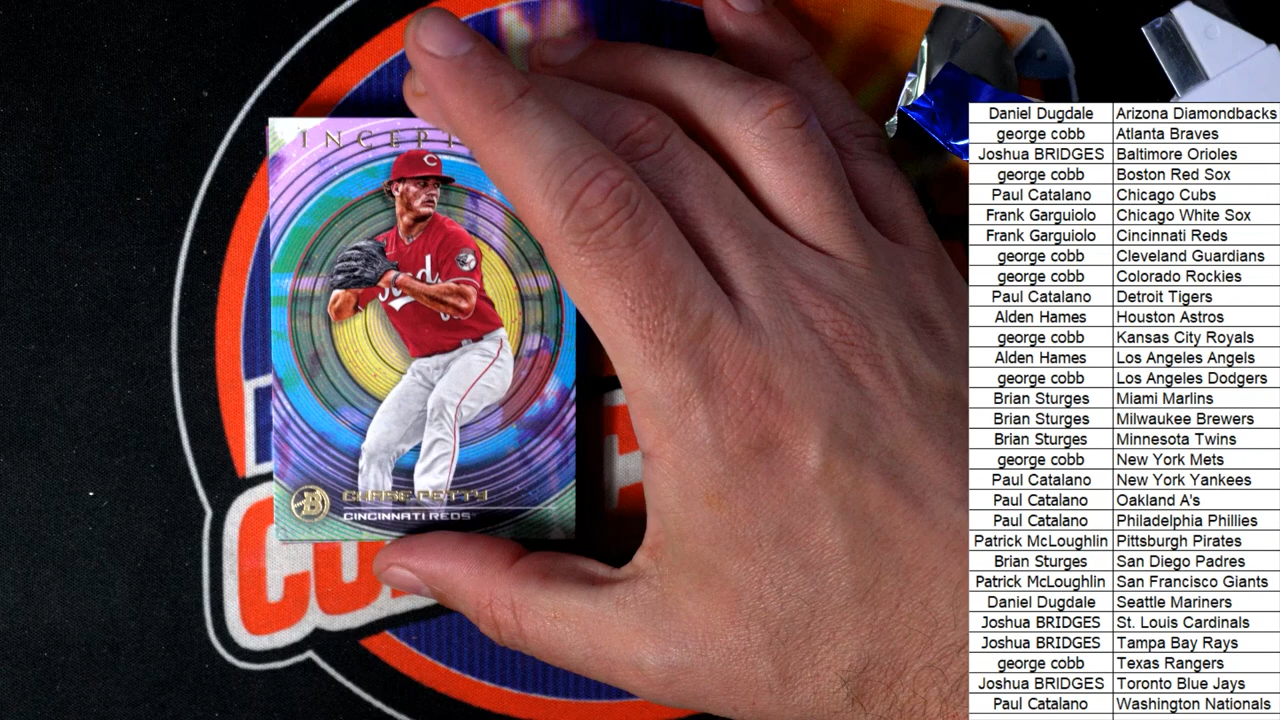 INCEPT
C
Reds
B
CHASE PETTY
CINCINNATI REDS
Daniel Dugdale Arizona Diamondbacks
george cobb Atlanta Braves
Joshua BRIDGES Baltimore Orioles
george cobb Boston Red Sox
Paul Catalano Chicago Cubs
Frank Garguiolo Chicago White Sox
Frank Garguiolo Cincinnati Reds
george cobb Cleveland Guardians
george cobb Colorado Rockies
Paul Catalano Detroit Tigers
Alden Hames Houston Astros
george cobb Kansas City Royals
Alden Hames Los Angeles Angels
george cobb Los Angeles Dodgers
Brian Sturges Miami Marlins
Brian Sturges Milwaukee Brewers
Brian Sturges Minnesota Twins
george cobb New York Mets
Paul Catalano New York Yankees
Paul Catalano Oakland A's
Paul Catalano Philadelphia Phillies
Patrick McLoughlin Pittsburgh Pirates
Brian Sturges San Diego Padres
Patrick McLoughlin San Francisco Giants
Daniel Dugdale Seattle Mariners
Joshua BRIDGES St. Louis Cardinals
Joshua BRIDGES Tampa Bay Rays
george cobb Texas Rangers
Joshua BRIDGES Toronto Blue Jays
Paul Catalano Washington Nationals